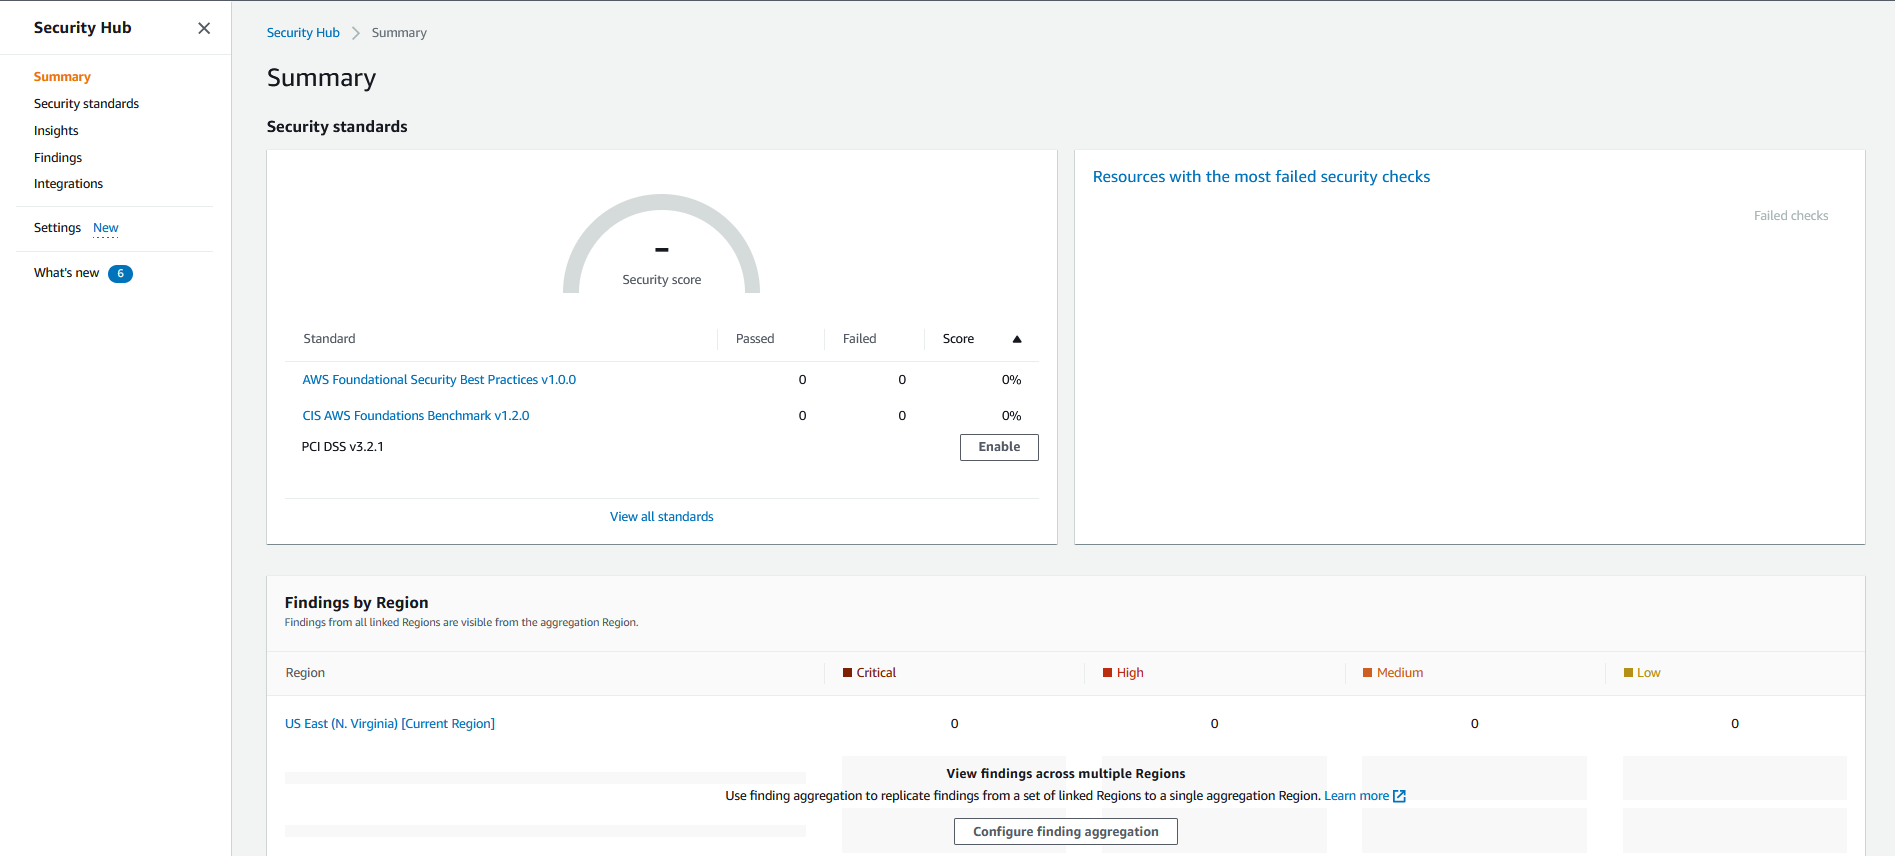 Security Hub
Summary
Security standards
Insights
Findings
Integrations
Settings New
What's new 6
Security Hub Summary
Summary
Security standards
–
Security score
Standard Passed Failed Score
AWS Foundational Security Best Practices v1.0.0 0 0 0%
CIS AWS Foundations Benchmark v1.2.0 0 0 0%
PCI DSS v3.2.1 Enable
View all standards
Resources with the most failed security checks
Failed checks
Findings by Region
Findings from all linked Regions are visible from the aggregation Region.
Region Critical High Medium Low
US East (N. Virginia) [Current Region] 0 0 0 0
View findings across multiple Regions
Use finding aggregation to replicate findings from a set of linked Regions to a single aggregation Region. Learn more
Configure finding aggregation